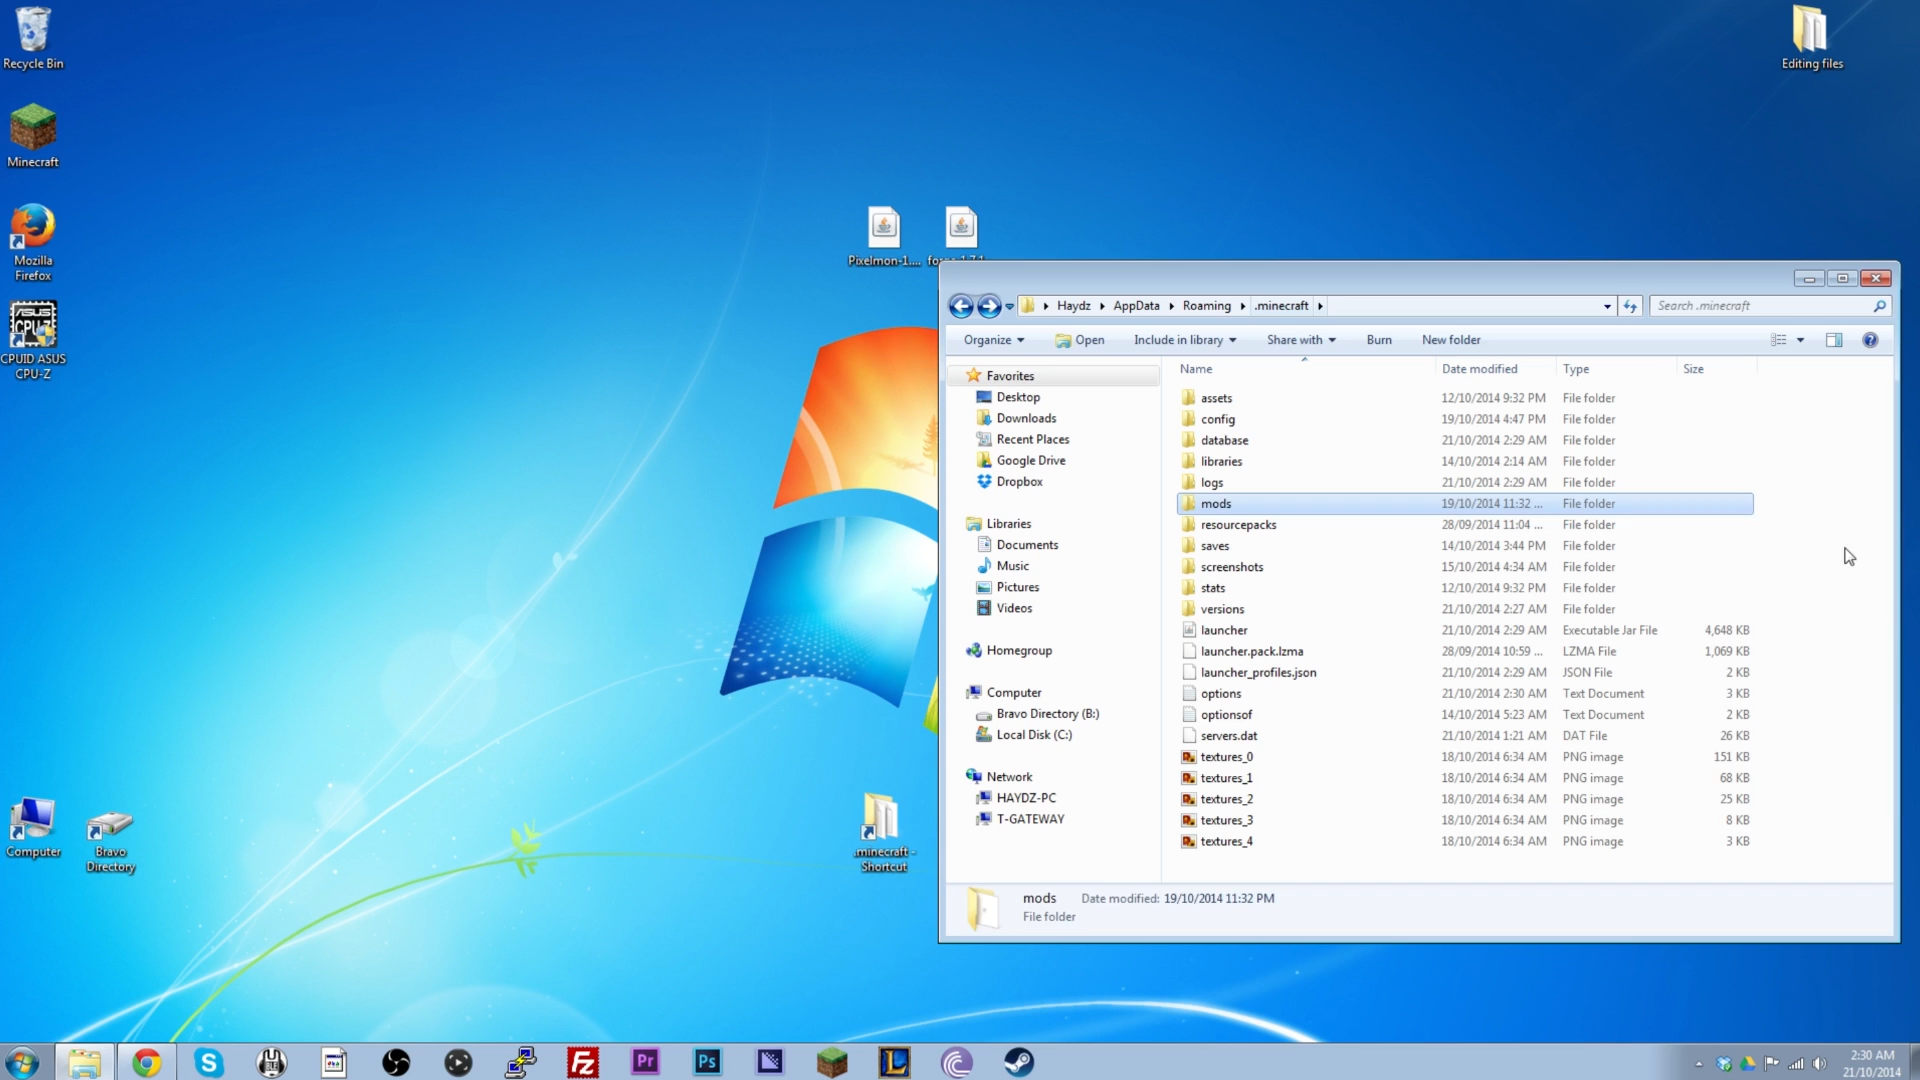 Recycle Bin
Editing files
Minecraft
Mozilla
Firefox
CPUID ASUS
CPU-Z
Pixelmon-1....
Haydz
AppData
Roaming
.minecraft
Search .minecraft
Organize
Open
Include in library
Share with
Burn
New folder
Favorites
Desktop
Downloads
Recent Places
Google Drive
Dropbox
Libraries
Documents
Music
Pictures
Videos
Homegroup
Computer
Bravo Directory (B:)
Local Disk (C:)
Network
HAYDZ-PC
T-GATEWAY
Name Date modified Type Size
assets 12/10/2014 9:32 PM File folder
config 19/10/2014 4:47 PM File folder
database 21/10/2014 2:29 AM File folder
libraries 14/10/2014 2:14 AM File folder
logs 21/10/2014 2:29 AM File folder
mods 19/10/2014 11:32 ... File folder
resourcepacks 28/09/2014 11:04 ... File folder
saves 14/10/2014 3:44 PM File folder
screenshots 15/10/2014 4:34 AM File folder
stats 12/10/2014 9:32 PM File folder
versions 21/10/2014 2:27 AM File folder
launcher 21/10/2014 2:29 AM Executable Jar File 4,648 KB
launcher.pack.lzma 28/09/2014 10:59 ... LZMA File 1,069 KB
launcher_profiles.json 21/10/2014 2:29 AM JSON File 2 KB
options 21/10/2014 2:30 AM Text Document 3 KB
optionsof 14/10/2014 5:23 AM Text Document 2 KB
servers.dat 21/10/2014 1:21 AM DAT File 26 KB
textures_0 18/10/2014 6:34 AM PNG image 151 KB
textures_1 18/10/2014 6:34 AM PNG image 68 KB
textures_2 18/10/2014 6:34 AM PNG image 25 KB
textures_3 18/10/2014 6:34 AM PNG image 8 KB
textures_4 18/10/2014 6:34 AM PNG image 3 KB
mods Date modified: 19/10/2014 11:32 PM
File folder
Computer
Bravo
Directory
.minecraft -
Shortcut
Fz
Pr
Ps
L
2:30 AM
21/10/2014